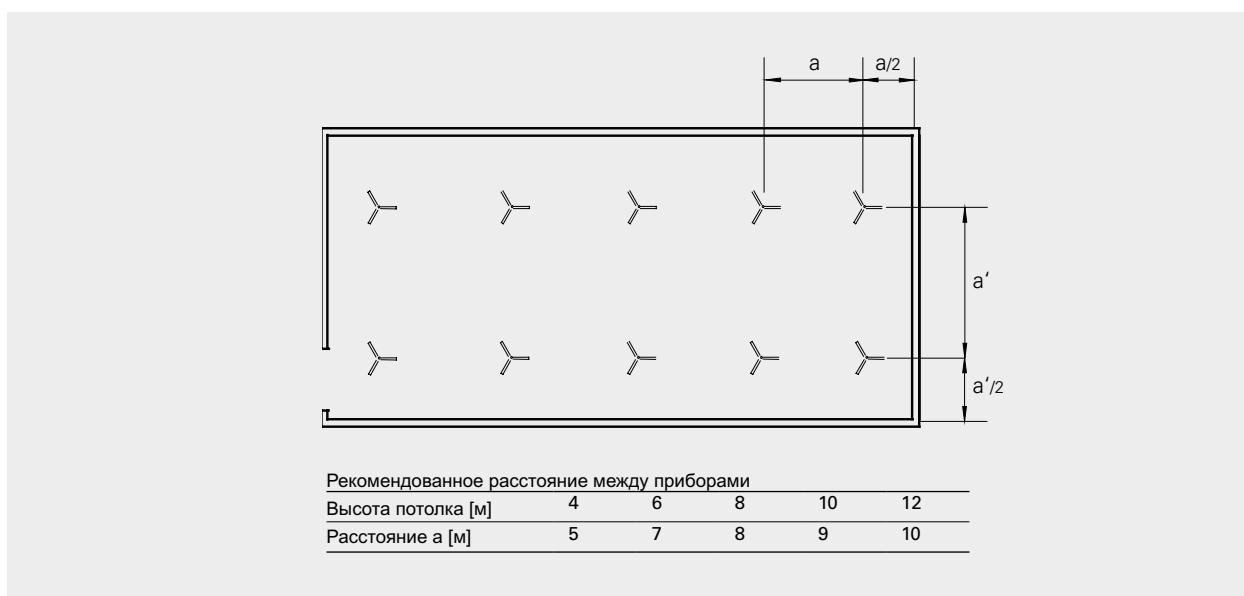 a a/2
a‘
a‘/2
Рекомендованное расстояние между приборами
Высота потолка [м] 4 6 8 10 12
Расстояние а [м] 5 7 8 9 10